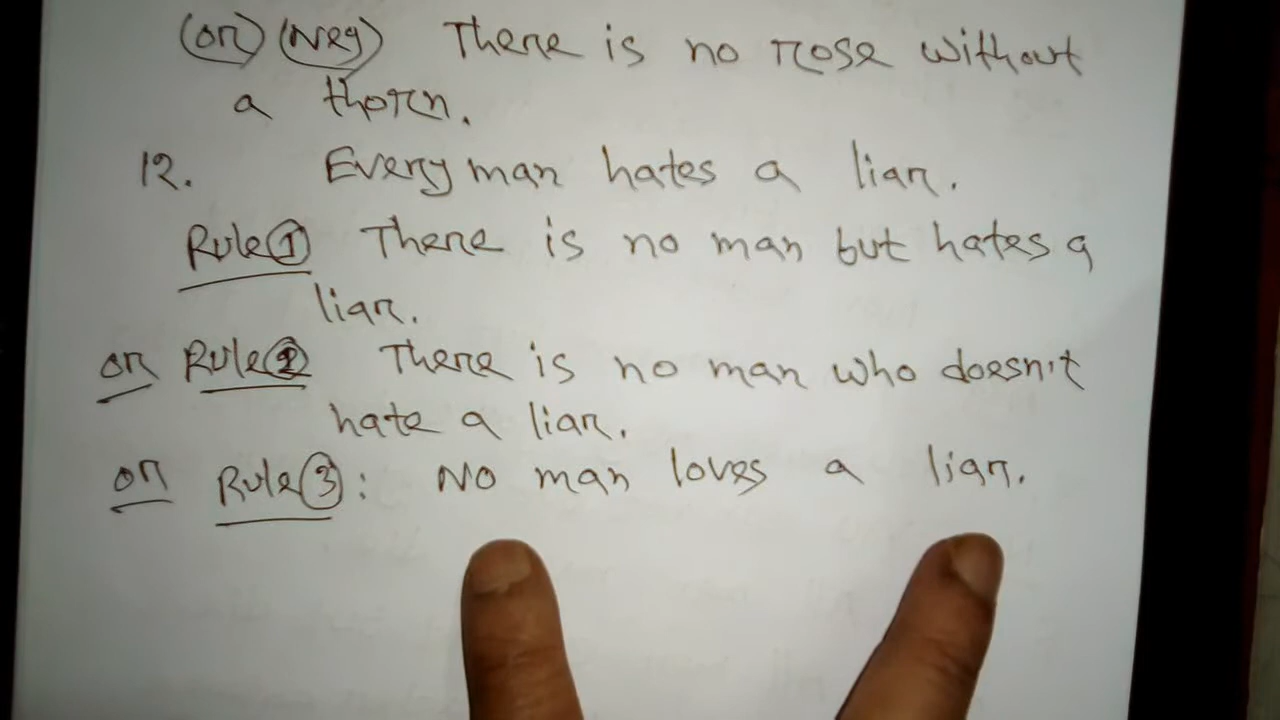 (or) (Neg) There is no rose without
a thorn.
12. Every man hates a liar.
Rule① There is no man but hates a
liar.
or Rule② There is no man who doesn't
hate a liar.
or Rule③: No man loves a liar.